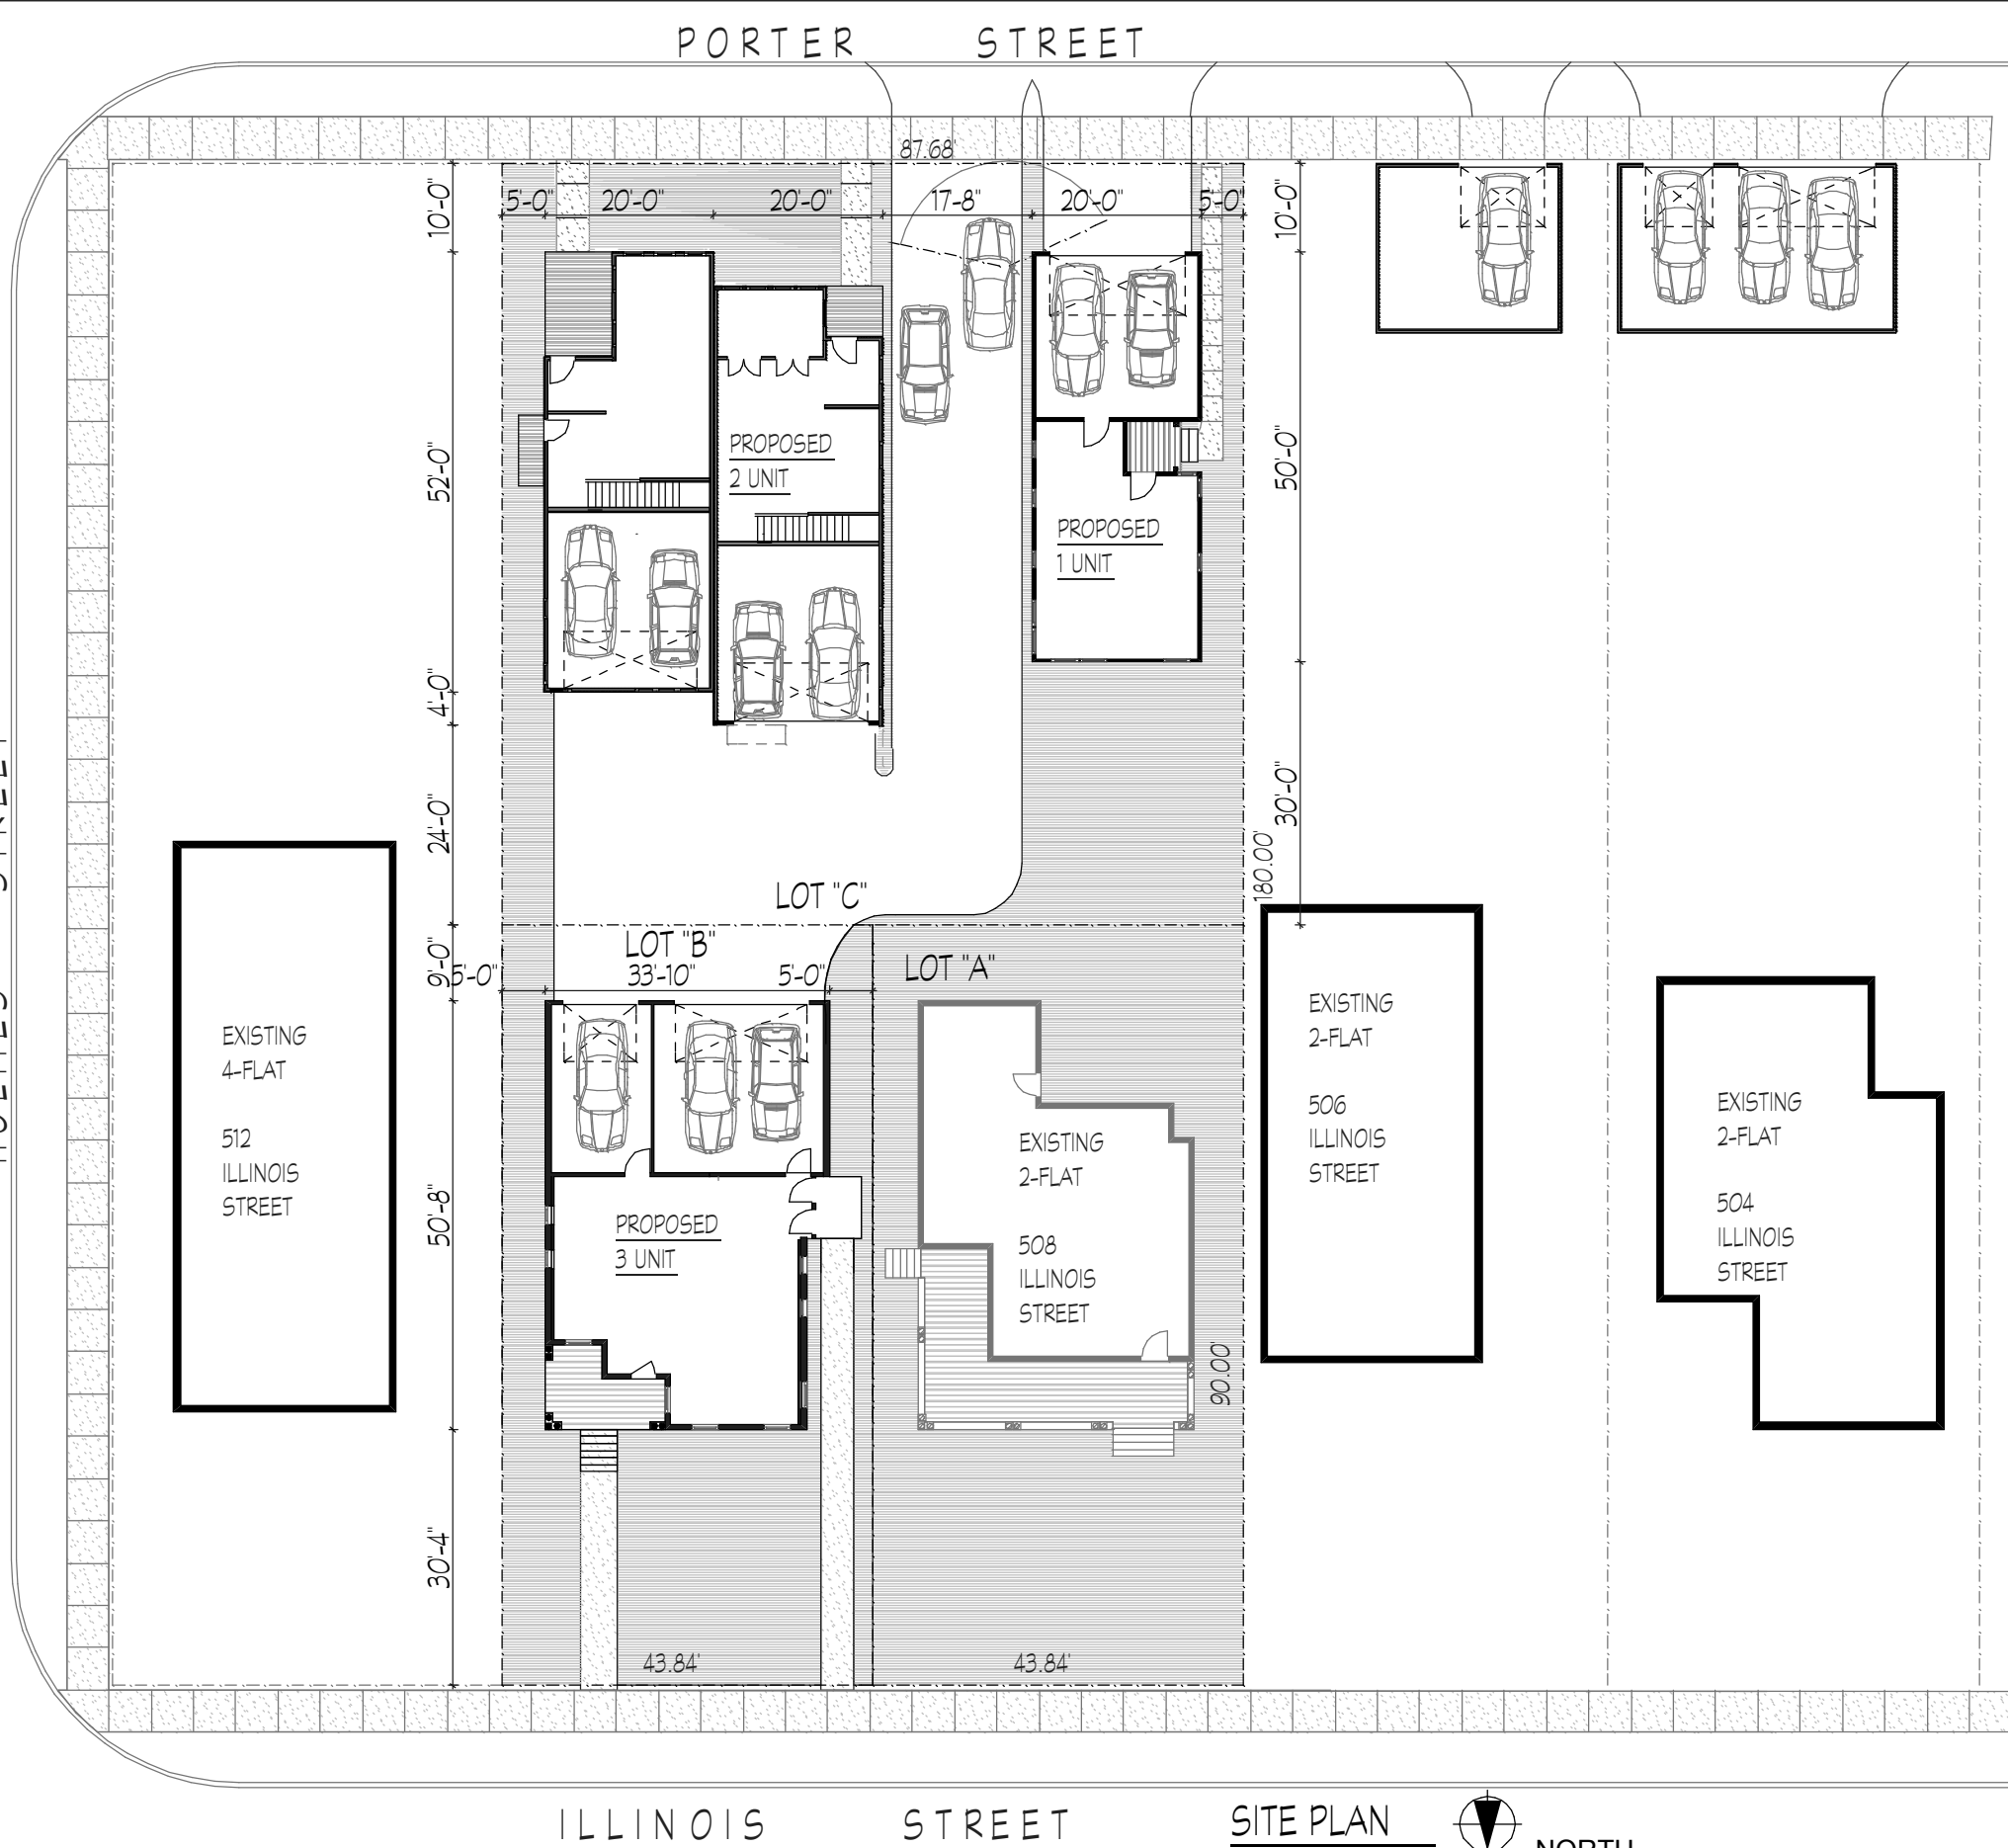 PORTER STREET
87.68'
5'-0" 20'-0" 20'-0" 17-8" 20'-0" 5'-0"
10'-0"
10'-0"
PROPOSED
2 UNIT
52'-0"
50'-0"
PROPOSED
1 UNIT
4'-0"
24'-0"
30'-0"
180.00'
LOT "C"
LOT "B"
LOT "A"
9'-0"
5'-0" 33'-10" 5'-0"
EXISTING
4-FLAT
512
ILLINOIS
STREET
EXISTING
2-FLAT
506
ILLINOIS
STREET
EXISTING
2-FLAT
504
ILLINOIS
STREET
EXISTING
2-FLAT
508
ILLINOIS
STREET
50'-8"
PROPOSED
3 UNIT
90.00'
30'-4"
43.84'
43.84'
ILLINOIS STREET
SITE PLAN
NORTH